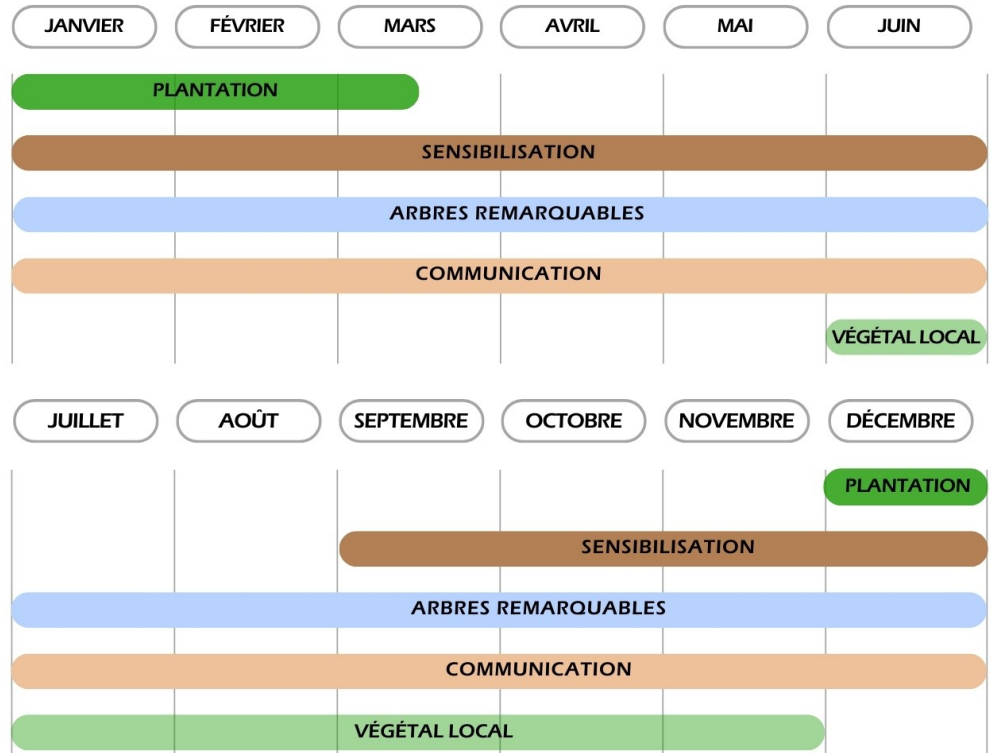 JANVIER FÉVRIER MARS AVRIL MAI JUIN
PLANTATION
SENSIBILISATION
ARBRES REMARQUABLES
COMMUNICATION
VÉGÉTAL LOCAL
JUILLET AOÛT SEPTEMBRE OCTOBRE NOVEMBRE DÉCEMBRE
PLANTATION
SENSIBILISATION
ARBRES REMARQUABLES
COMMUNICATION
VÉGÉTAL LOCAL